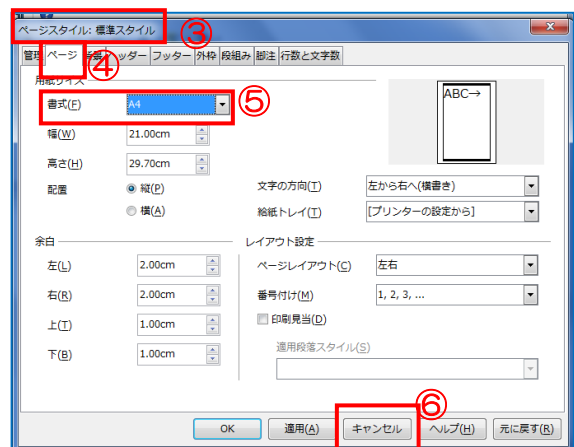 ページスタイル: 標準スタイル ③
管理 ページ ヘッダー フッター 外枠 段組み 脚注 行数と文字数
④
用紙サイズ
書式(F) A4 ⑤
ABC→
幅(W) 21.00cm
高さ(H) 29.70cm
配置 縦(P) 文字の方向(T) 左から右へ(横書き)
横(A) 給紙トレイ(T) [プリンターの設定から]
余白 レイアウト設定
左(L) 2.00cm ページレイアウト(C) 左右
右(R) 2.00cm 番号付け(M) 1, 2, 3, ...
上(T) 1.00cm 印刷見当(D)
下(B) 1.00cm 適用段落スタイル(S)
⑥
OK 適用(A) キャンセル ヘルプ(H) 元に戻す(R)